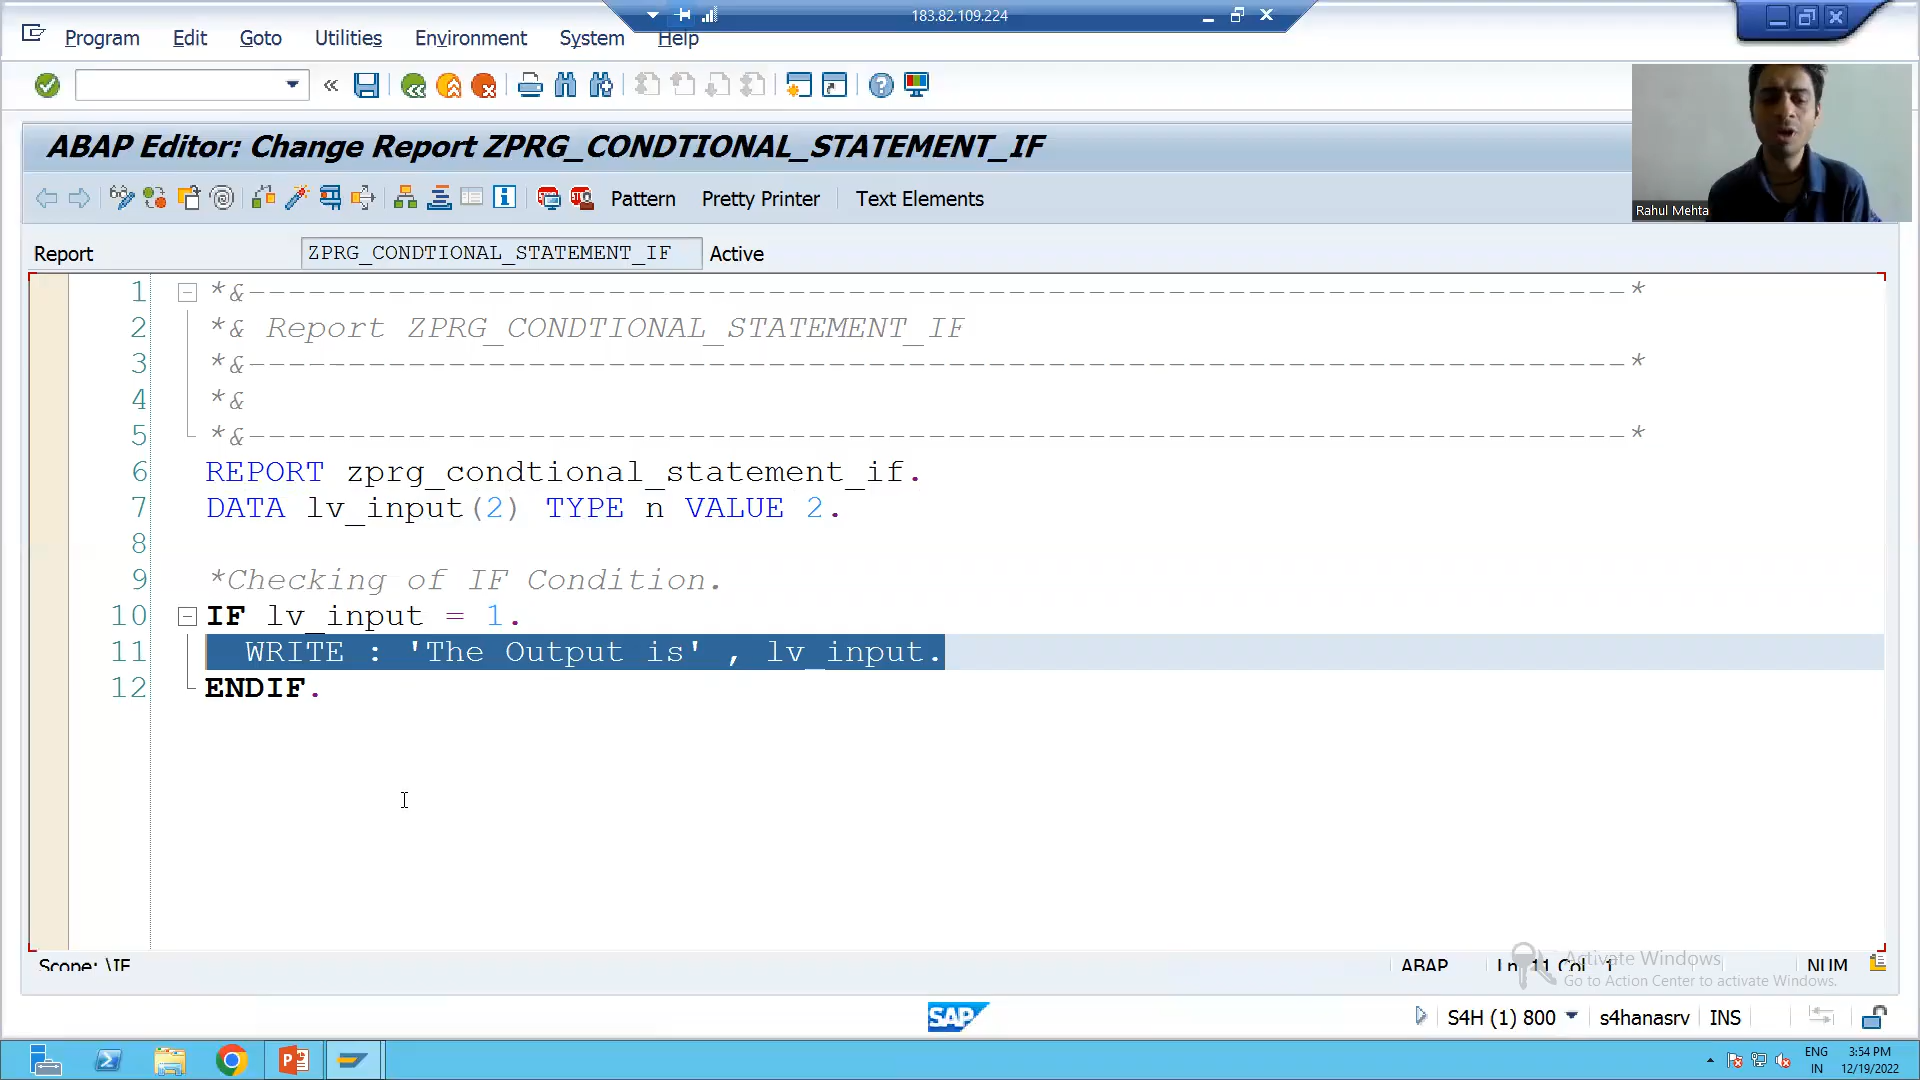 183.82.109.224
Program Edit Goto Utilities Environment System Help
ABAP Editor: Change Report ZPRG_CONDTIONAL_STATEMENT_IF
Pattern Pretty Printer Text Elements
Rahul Mehta
Report ZPRG_CONDTIONAL_STATEMENT_IF Active
1 *&---------------------------------------------------------------------*
2 *& Report ZPRG_CONDTIONAL_STATEMENT_IF
3 *&---------------------------------------------------------------------*
4 *&
5 *&---------------------------------------------------------------------*
6 REPORT zprg_condtional_statement_if.
7 DATA lv_input(2) TYPE n VALUE 2.
8
9 *Checking of IF Condition.
10 IF lv_input = 1.
11 WRITE : 'The Output is' , lv_input.
12 ENDIF.
Scope: \IF ABAP Ln 11 Col 1 NUM
Activate Windows
Go to Action Center to activate Windows.
SAP S4H (1) 800 s4hanasrv INS
ENG 3:54 PM
IN 12/19/2022